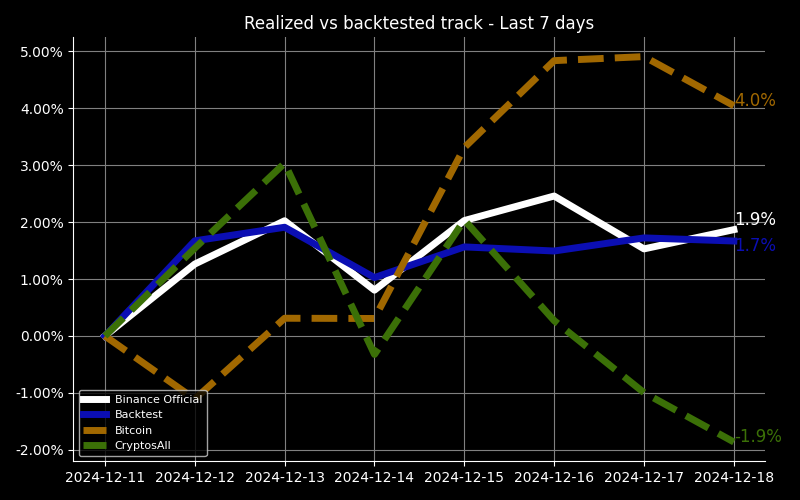 Realized vs backtested track - Last 7 days
5.00%
4.00%
3.00%
2.00%
1.00%
0.00%
-1.00%
-2.00%
4.0%
1.9%
1.7%
-1.9%
Binance Official
Backtest
Bitcoin
CryptosAll
2024-12-11 2024-12-12 2024-12-13 2024-12-14 2024-12-15 2024-12-16 2024-12-17 2024-12-18